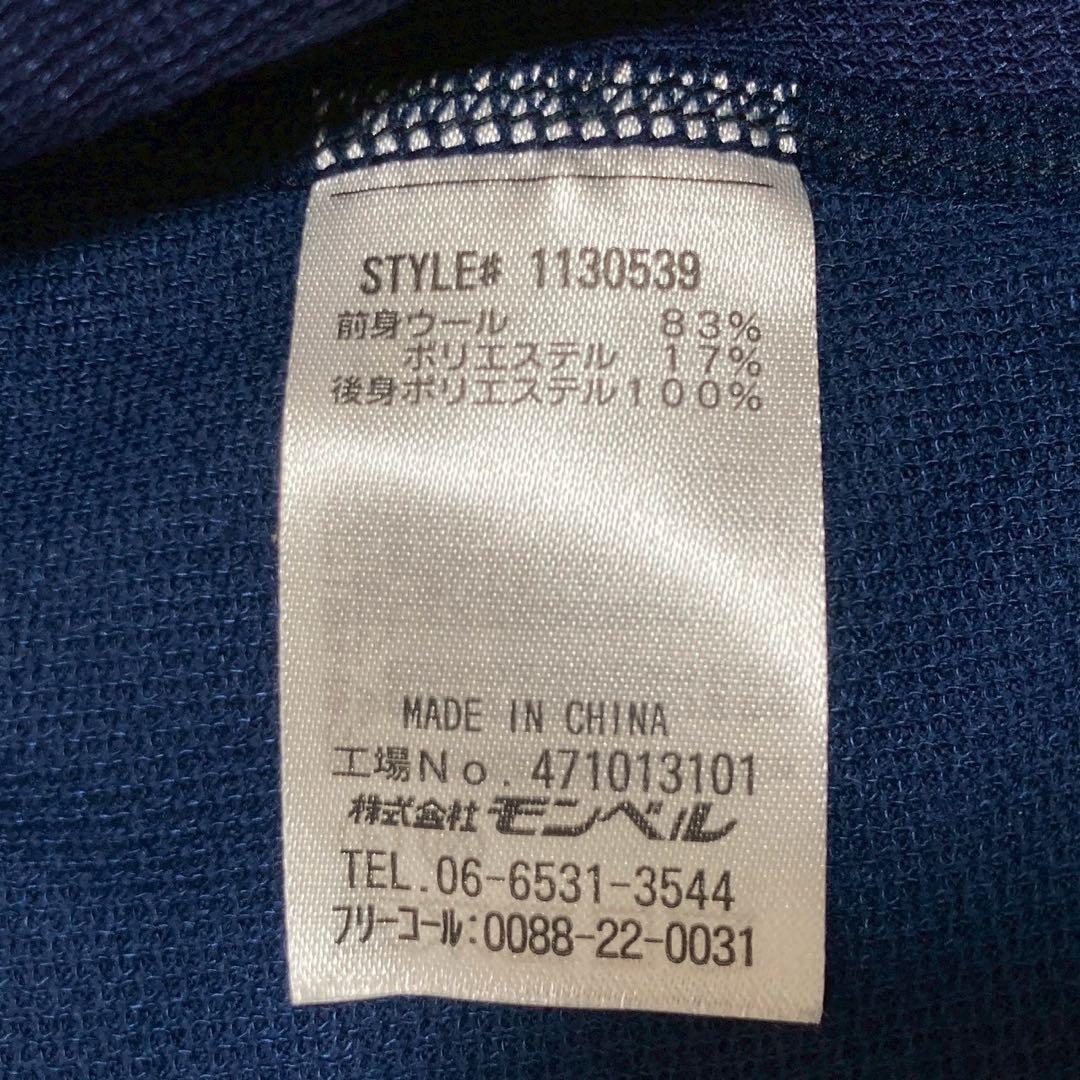 STYLE# 1130539
前身ウール 83%
ポリエステル 17%
後身ポリエステル100%
MADE IN CHINA
工場No. 471013101
株式会社モンベル
TEL.06-6531-3544
フリーコール:0088-22-0031